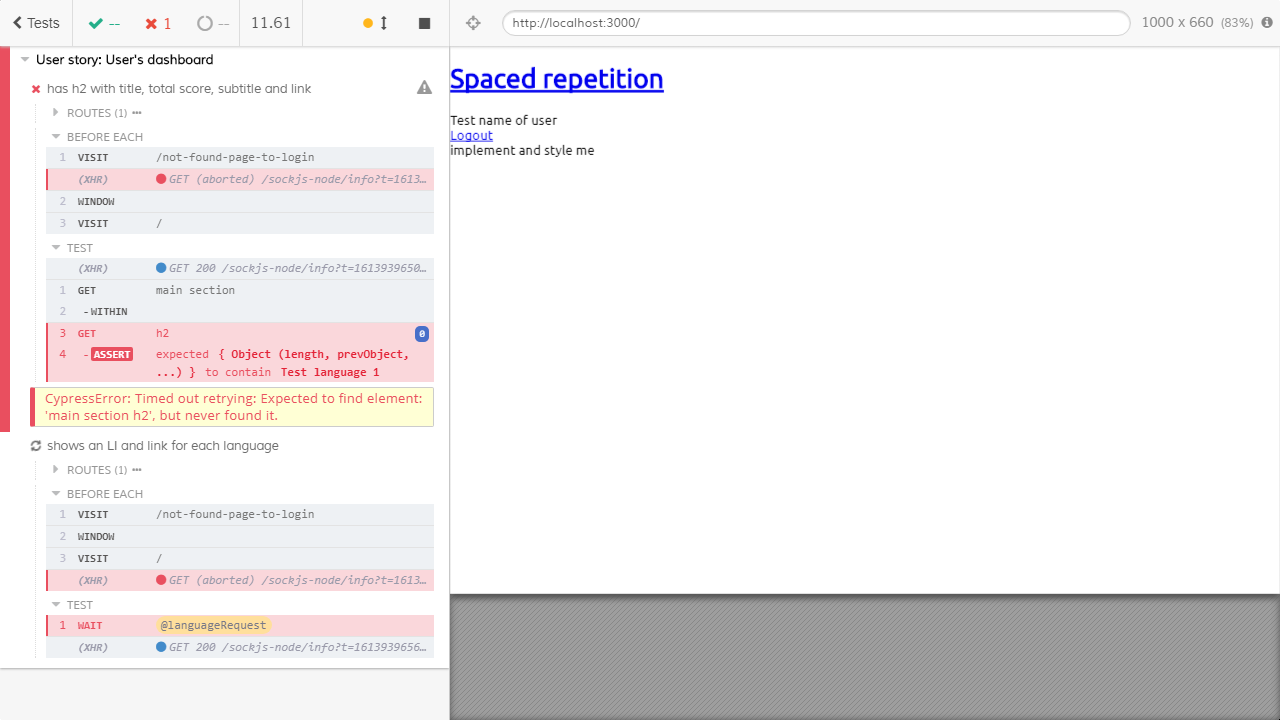 Tests
--
1
--
11.61
http://localhost:3000/
1000 x 660 (83%)
User story: User's dashboard
has h2 with title, total score, subtitle and link
ROUTES (1)
BEFORE EACH
1 VISIT /not-found-page-to-login
(XHR) GET (aborted) /sockjs-node/info?t=1613…
2 WINDOW
3 VISIT /
TEST
(XHR) GET 200 /sockjs-node/info?t=1613939650…
1 GET main section
2 - WITHIN
3 GET h2 0
4 - ASSERT expected { Object (length, prevObject,
...) } to contain Test language 1
CypressError: Timed out retrying: Expected to find element:
'main section h2', but never found it.
shows an LI and link for each language
ROUTES (1)
BEFORE EACH
1 VISIT /not-found-page-to-login
2 WINDOW
3 VISIT /
(XHR) GET (aborted) /sockjs-node/info?t=1613…
TEST
1 WAIT @languageRequest
(XHR) GET 200 /sockjs-node/info?t=1613939656…
Spaced repetition
Test name of user
Logout
implement and style me